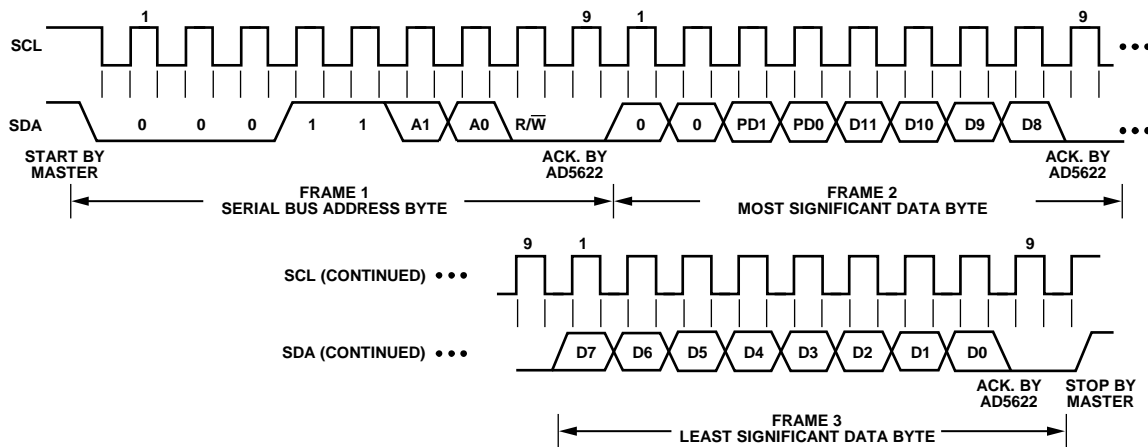 1 9 1 9
SCL
SDA 0 0 0 1 1 A1 A0 R/W̅ 0 0 PD1 PD0 D11 D10 D9 D8
START BY
MASTER
ACK. BY
AD5622
ACK. BY
AD5622
FRAME 1
SERIAL BUS ADDRESS BYTE
FRAME 2
MOST SIGNIFICANT DATA BYTE
9 1 9
SCL (CONTINUED)
SDA (CONTINUED) D7 D6 D5 D4 D3 D2 D1 D0
ACK. BY
AD5622
STOP BY
MASTER
FRAME 3
LEAST SIGNIFICANT DATA BYTE